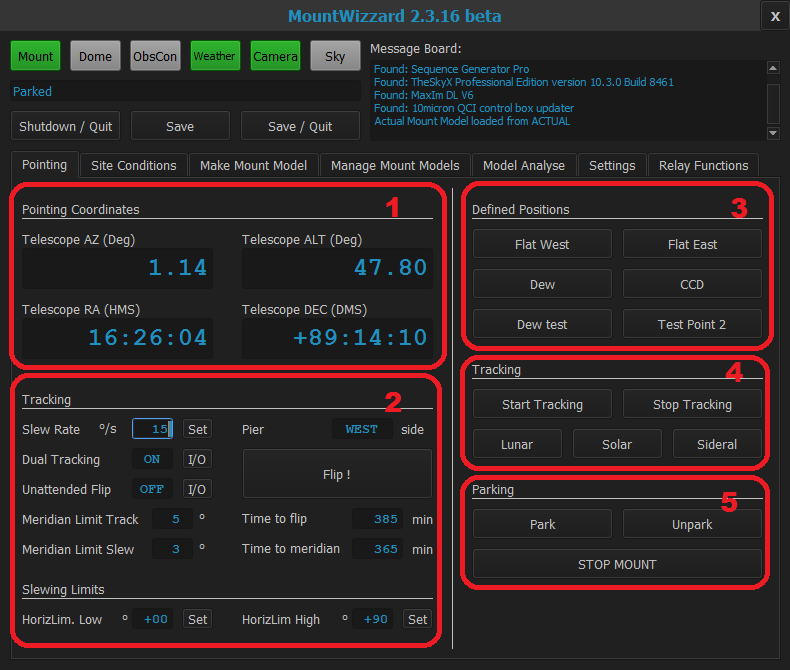 MountWizzard 2.3.16 beta
X
Mount Dome ObsCon Weather Camera Sky
Message Board:
Found: Sequence Generator Pro
Found: TheSkyX Professional Edition version 10.3.0 Build 8461
Found: MaxIm DL V6
Found: 10micron QCI control box updater
Actual Mount Model loaded from ACTUAL
Parked
Shutdown / Quit Save Save / Quit
Pointing Site Conditions Make Mount Model Manage Mount Models Model Analyse Settings Relay Functions
1
Pointing Coordinates
Telescope AZ (Deg) Telescope ALT (Deg)
1.14 47.80
Telescope RA (HMS) Telescope DEC (DMS)
16:26:04 +89:14:10
2
Tracking
Slew Rate º/s 15 Set Pier WEST side
Dual Tracking ON I/O
Flip !
Unattended Flip OFF I/O
Meridian Limit Track 5 º Time to flip 385 min
Meridian Limit Slew 3 º Time to meridian 365 min
Slewing Limits
HorizLim. Low º +00 Set HorizLim High º +90 Set
3
Defined Positions
Flat West Flat East
Dew CCD
Dew test Test Point 2
4
Tracking
Start Tracking Stop Tracking
Lunar Solar Sideral
5
Parking
Park Unpark
STOP MOUNT